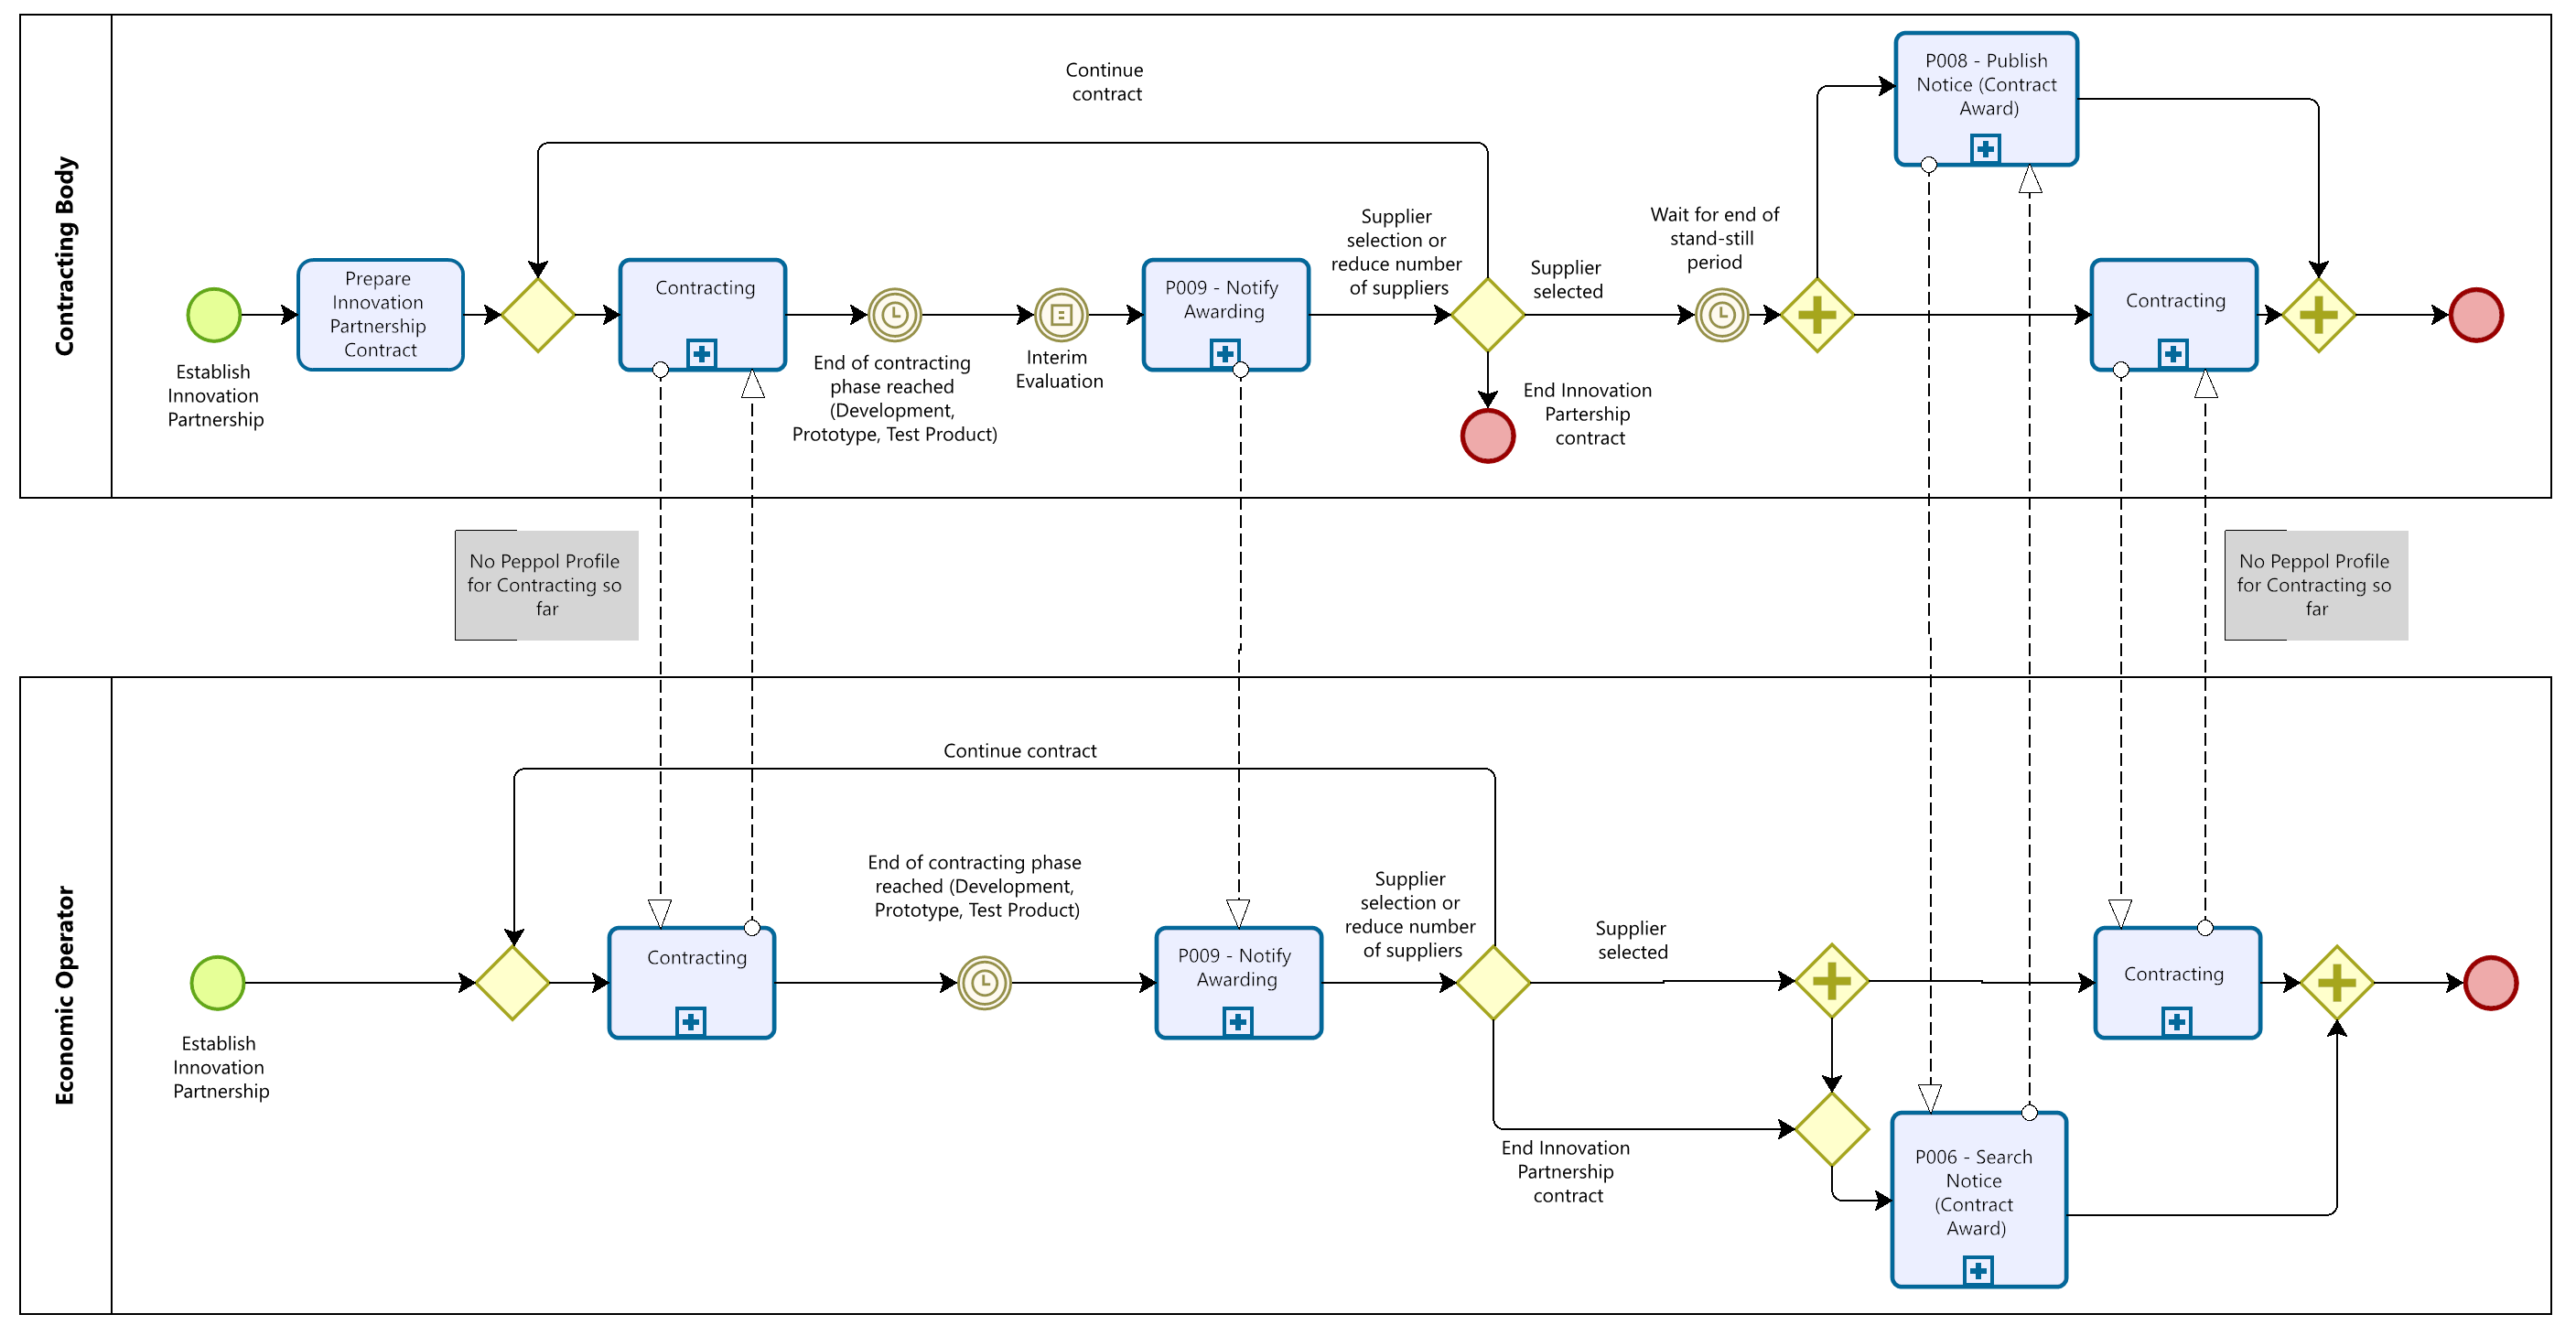 Contracting Body
Continue
contract
P008 - Publish
Notice (Contract
Award)
Supplier
selection or
reduce number
of suppliers
Wait for end of
stand-still
period
Supplier
selected
Prepare
Innovation
Partnership
Contract
Contracting
P009 - Notify
Awarding
Contracting
Establish
Innovation
Partnership
End of contracting
phase reached
(Development,
Prototype, Test Product)
Interim
Evaluation
End Innovation
Partership
contract
No Peppol Profile
for Contracting so
far
No Peppol Profile
for Contracting so
far
Economic Operator
Continue contract
End of contracting phase
reached (Development,
Prototype, Test Product)
Supplier
selection or
reduce number
of suppliers
Supplier
selected
Contracting
P009 - Notify
Awarding
Contracting
Establish
Innovation
Partnership
End Innovation
Partnership
contract
P006 - Search
Notice
(Contract
Award)